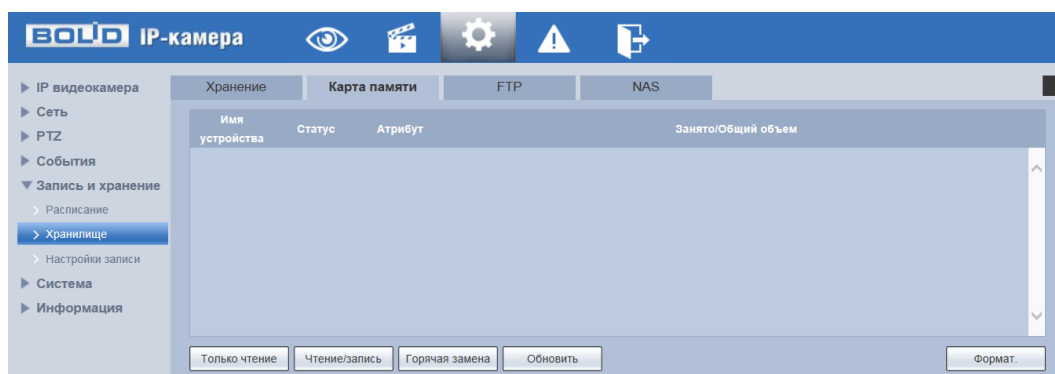 BOLID IP-камера
IP видеокамера
Сеть
PTZ
События
Запись и хранение
Расписание
Хранилище
Настройки записи
Система
Информация
Хранение Карта памяти FTP NAS
Имя устройства Статус Атрибут Занято/Общий объем
Только чтение Чтение/запись Горячая замена Обновить Формат.